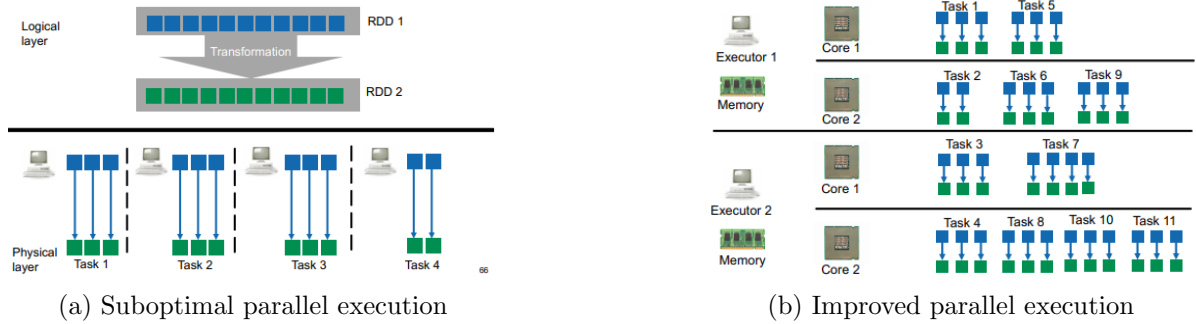 Logical
layer
RDD 1
Transformation
RDD 2
Physical
layer
Task 1
Task 2
Task 3
Task 4
66
(a) Suboptimal parallel execution
Executor 1
Memory
Core 1
Task 1
Task 5
Core 2
Task 2
Task 6
Task 9
Executor 2
Memory
Core 1
Task 3
Task 7
Core 2
Task 4
Task 8
Task 10
Task 11
(b) Improved parallel execution